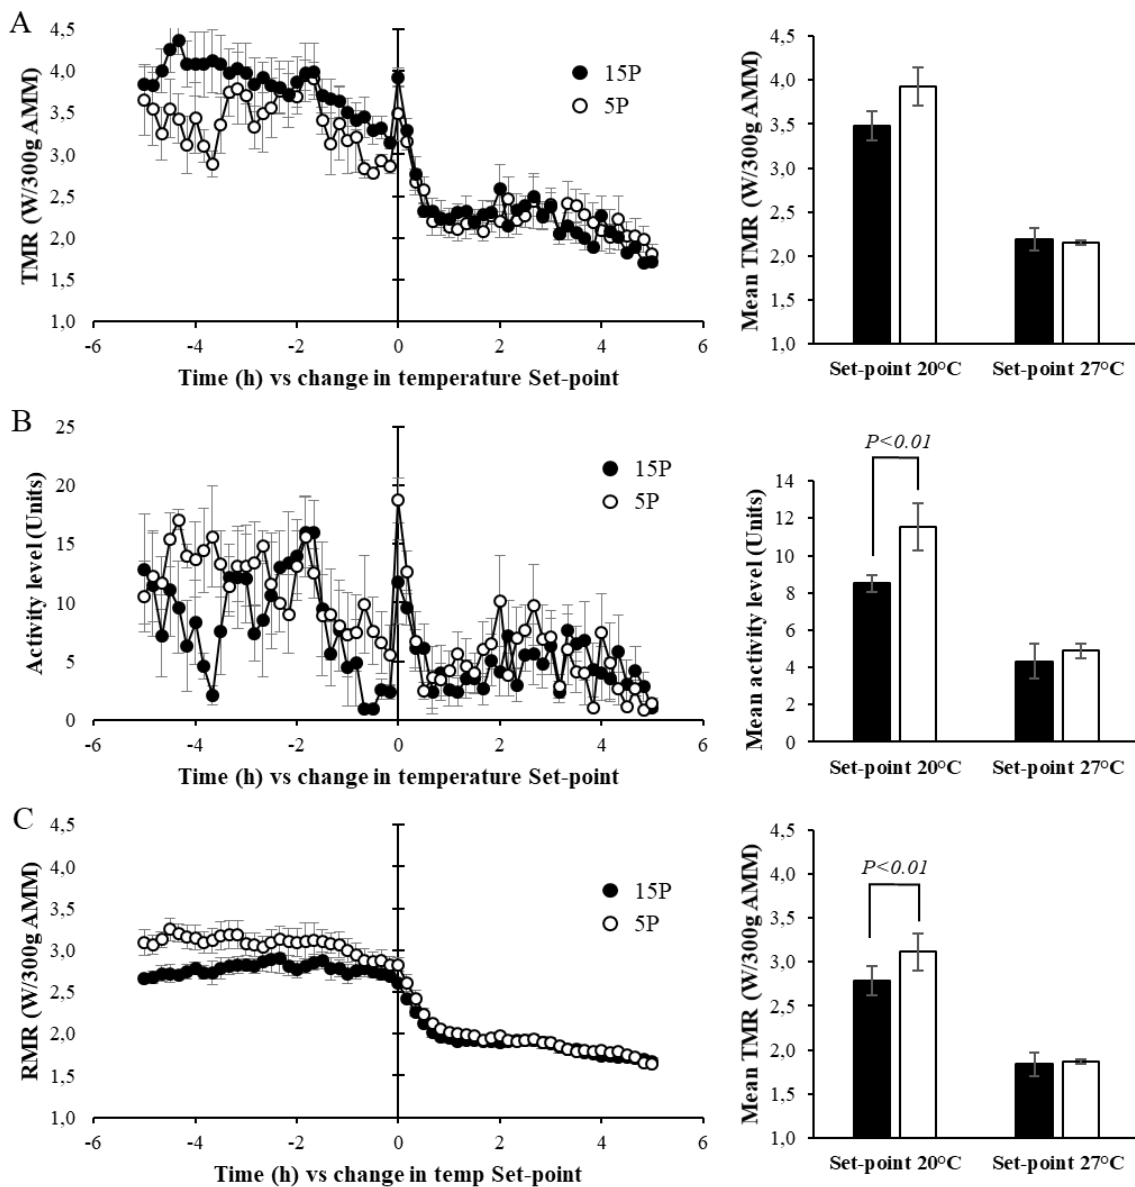 A
TMR (W/300g AMM)
4,5
4,0
3,5
3,0
2,5
2,0
1,5
1,0
-6
-4
-2
0
2
4
6
Time (h) vs change in temperature Set-point
15P
5P
Mean TMR (W/300g AMM)
4,5
4,0
3,5
3,0
2,5
2,0
1,5
1,0
Set-point 20°C
Set-point 27°C
B
Activity level (Units)
25
20
15
10
5
0
-6
-4
-2
0
2
4
6
Time (h) vs change in temperature Set-point
15P
5P
Mean activity level (Units)
14
12
10
8
6
4
2
0
P<0.01
Set-point 20°C
Set-point 27°C
C
RMR (W/300g AMM)
4,5
4,0
3,5
3,0
2,5
2,0
1,5
1,0
-6
-4
-2
0
2
4
6
Time (h) vs change in temp Set-point
15P
5P
Mean TMR (W/300g AMM)
4,5
4,0
3,5
3,0
2,5
2,0
1,5
1,0
P<0.01
Set-point 20°C
Set-point 27°C